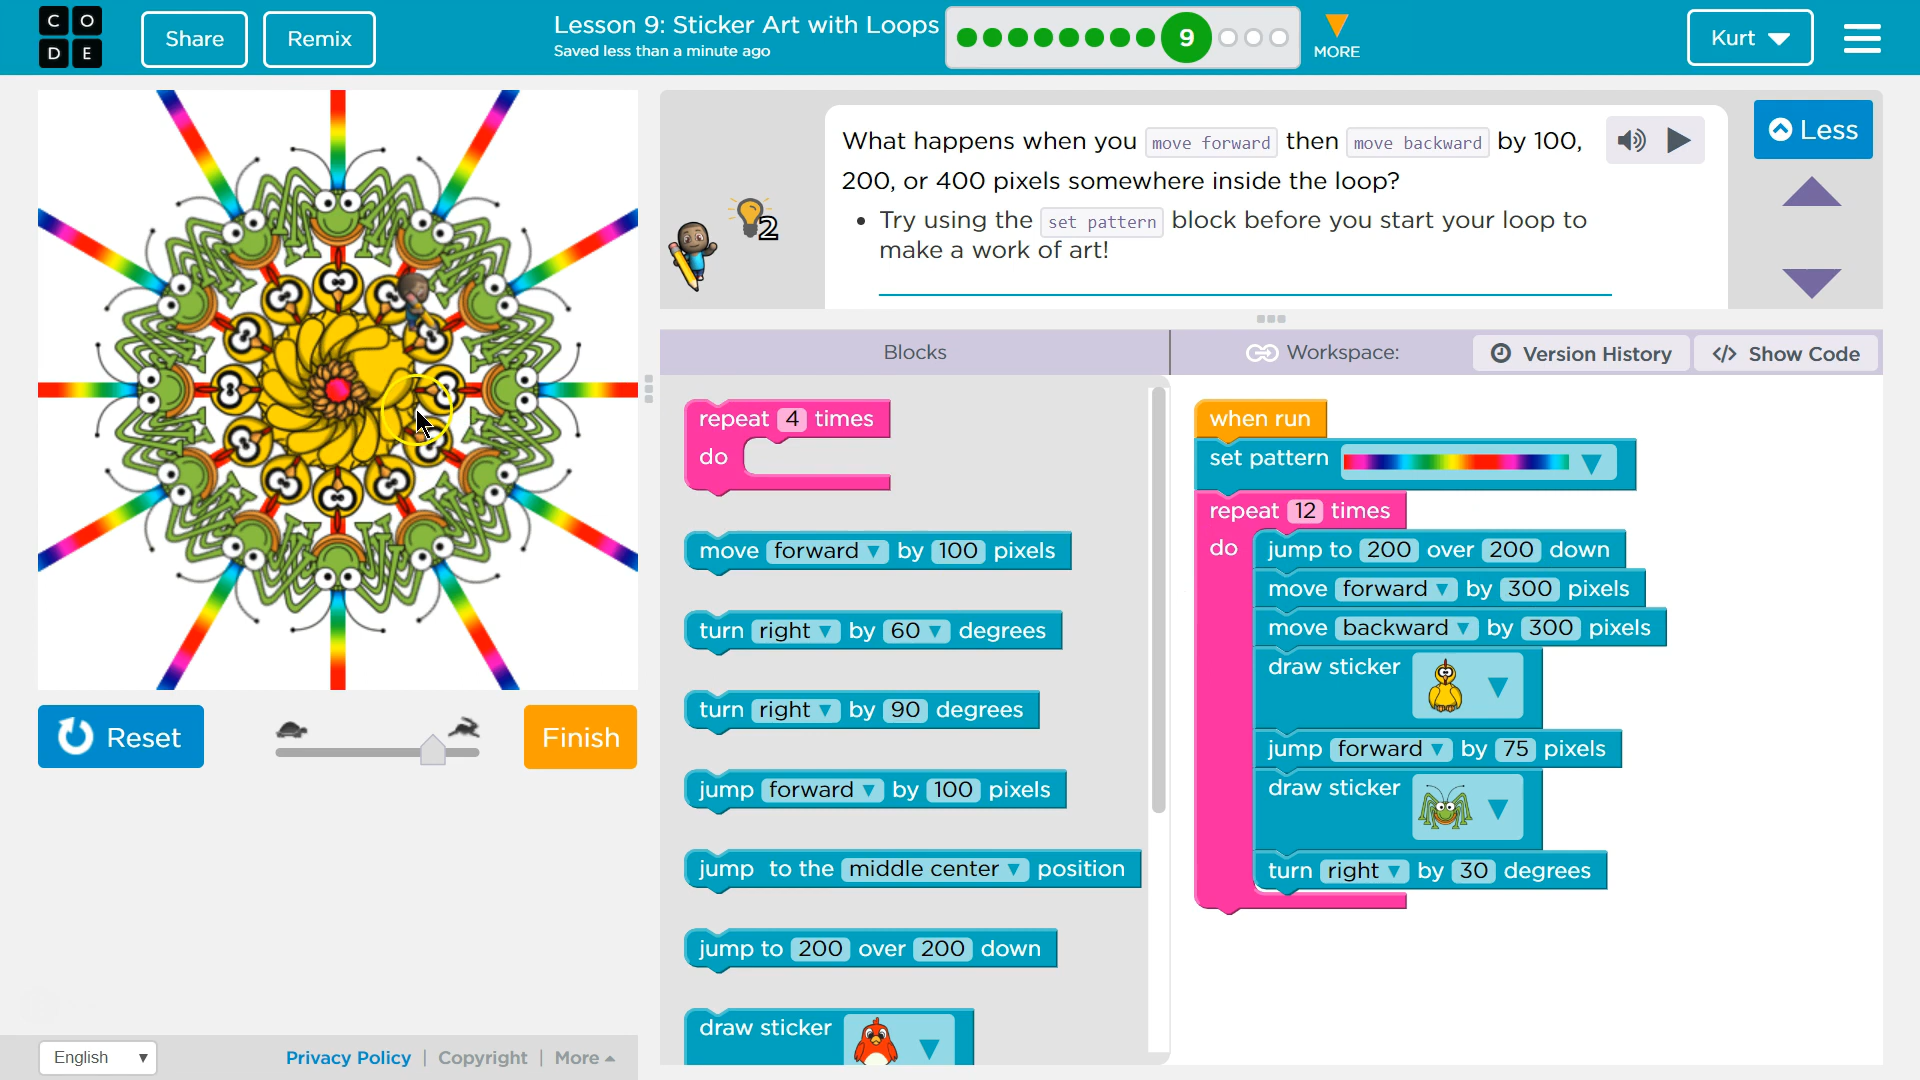 C O
D E
Share
Remix
Lesson 9: Sticker Art with Loops
Saved less than a minute ago
9
MORE
Kurt
What happens when you move forward then move backward by 100,
200, or 400 pixels somewhere inside the loop?
• Try using the set pattern block before you start your loop to
make a work of art!
2
Less
Blocks
Workspace:
Version History
</> Show Code
repeat 4 times
do
move forward by 100 pixels
turn right by 60 degrees
turn right by 90 degrees
jump forward by 100 pixels
jump to the middle center position
jump to 200 over 200 down
draw sticker
when run
set pattern
repeat 12 times
do
jump to 200 over 200 down
move forward by 300 pixels
move backward by 300 pixels
draw sticker
jump forward by 75 pixels
draw sticker
turn right by 30 degrees
Reset
Finish
English
Privacy Policy | Copyright | More